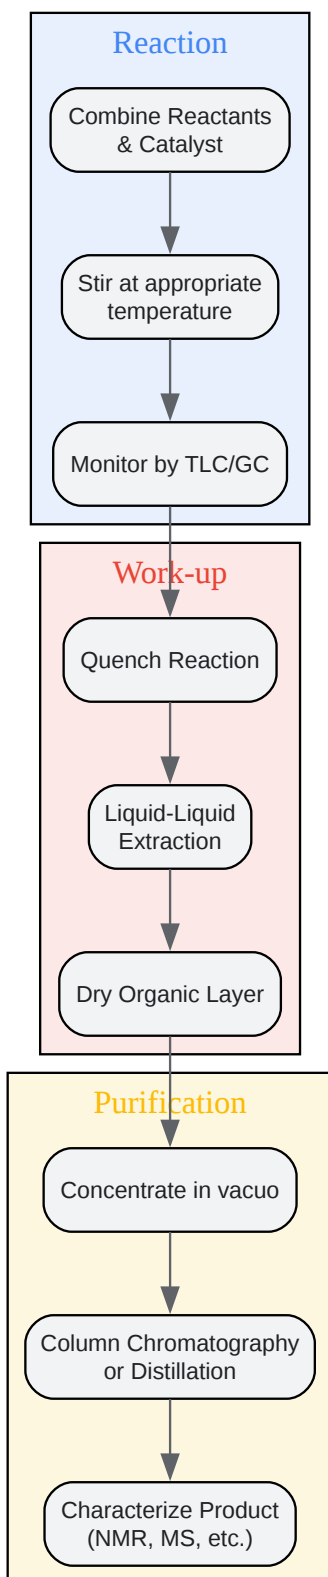 Reaction
Combine Reactants
& Catalyst
Stir at appropriate
temperature
Monitor by TLC/GC
Work-up
Quench Reaction
Liquid-Liquid
Extraction
Dry Organic Layer
Purification
Concentrate in vacuo
Column Chromatography
or Distillation
Characterize Product
(NMR, MS, etc.)